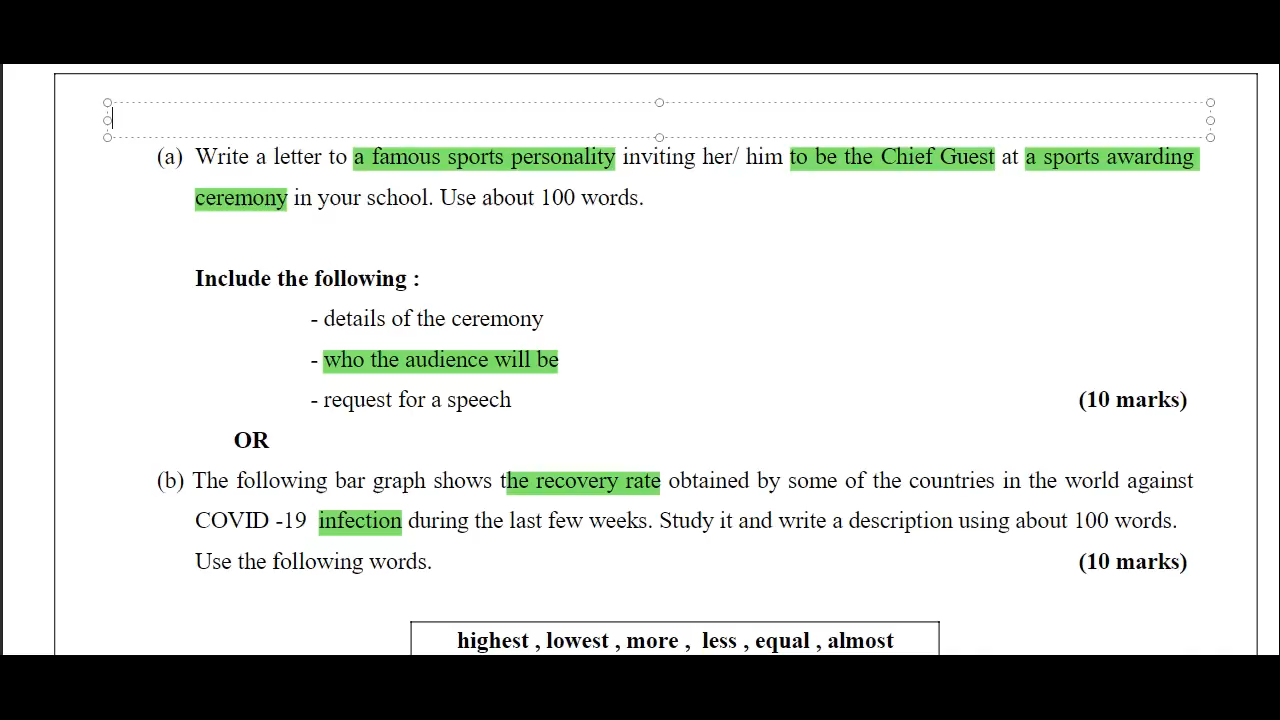 (a) Write a letter to a famous sports personality inviting her/ him to be the Chief Guest at a sports awarding
ceremony in your school. Use about 100 words.
Include the following :
- details of the ceremony
- who the audience will be
- request for a speech (10 marks)
OR
(b) The following bar graph shows the recovery rate obtained by some of the countries in the world against
COVID -19 infection during the last few weeks. Study it and write a description using about 100 words.
Use the following words. (10 marks)
highest , lowest , more , less , equal , almost